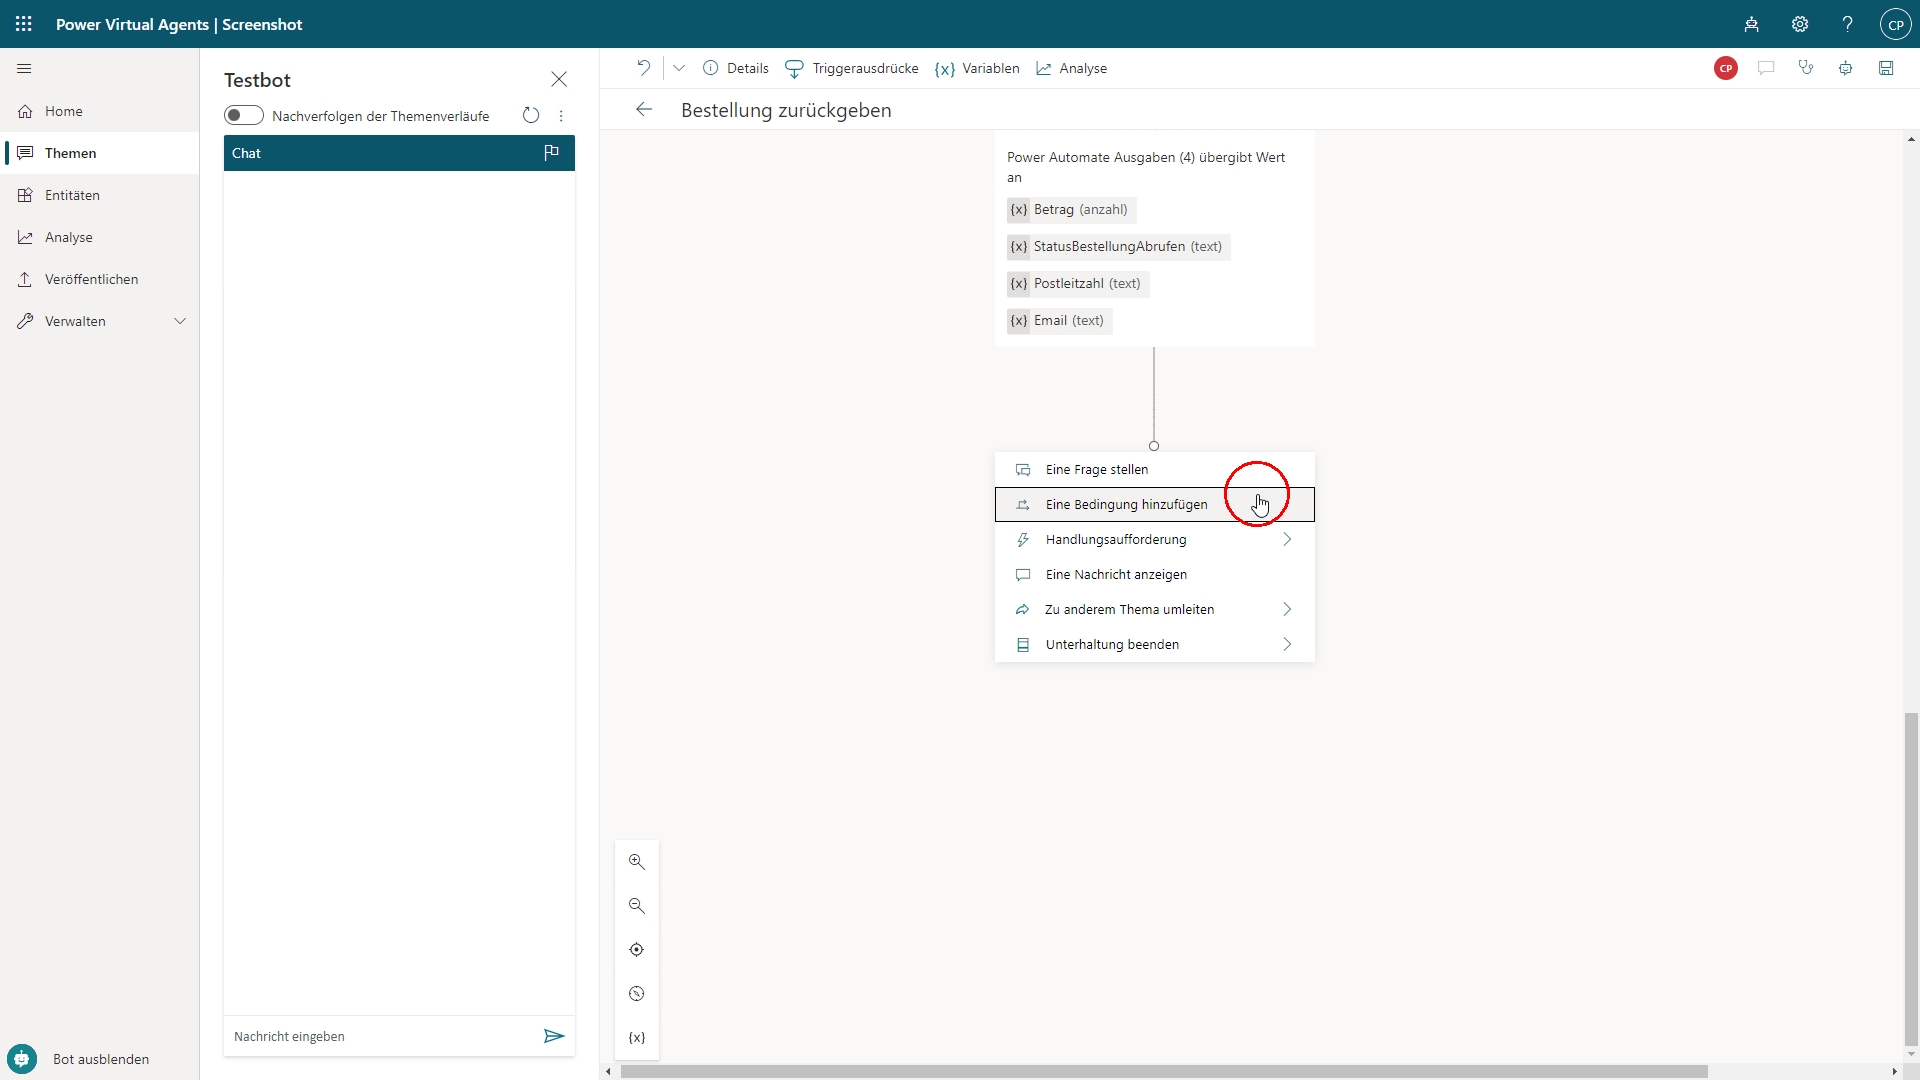 Power Virtual Agents | Screenshot
CP
Home
Themen
Entitäten
Analyse
Veröffentlichen
Verwalten
Bot ausblenden
Testbot
Nachverfolgen der Themenverläufe
Chat
Nachricht eingeben
Details
Triggerausdrücke
{x} Variablen
Analyse
CP
Bestellung zurückgeben
Power Automate Ausgaben (4) übergibt Wert
an
{x} Betrag (anzahl)
{x} StatusBestellungAbrufen (text)
{x} Postleitzahl (text)
{x} Email (text)
Eine Frage stellen
Eine Bedingung hinzufügen
Handlungsaufforderung
Eine Nachricht anzeigen
Zu anderem Thema umleiten
Unterhaltung beenden
{x}